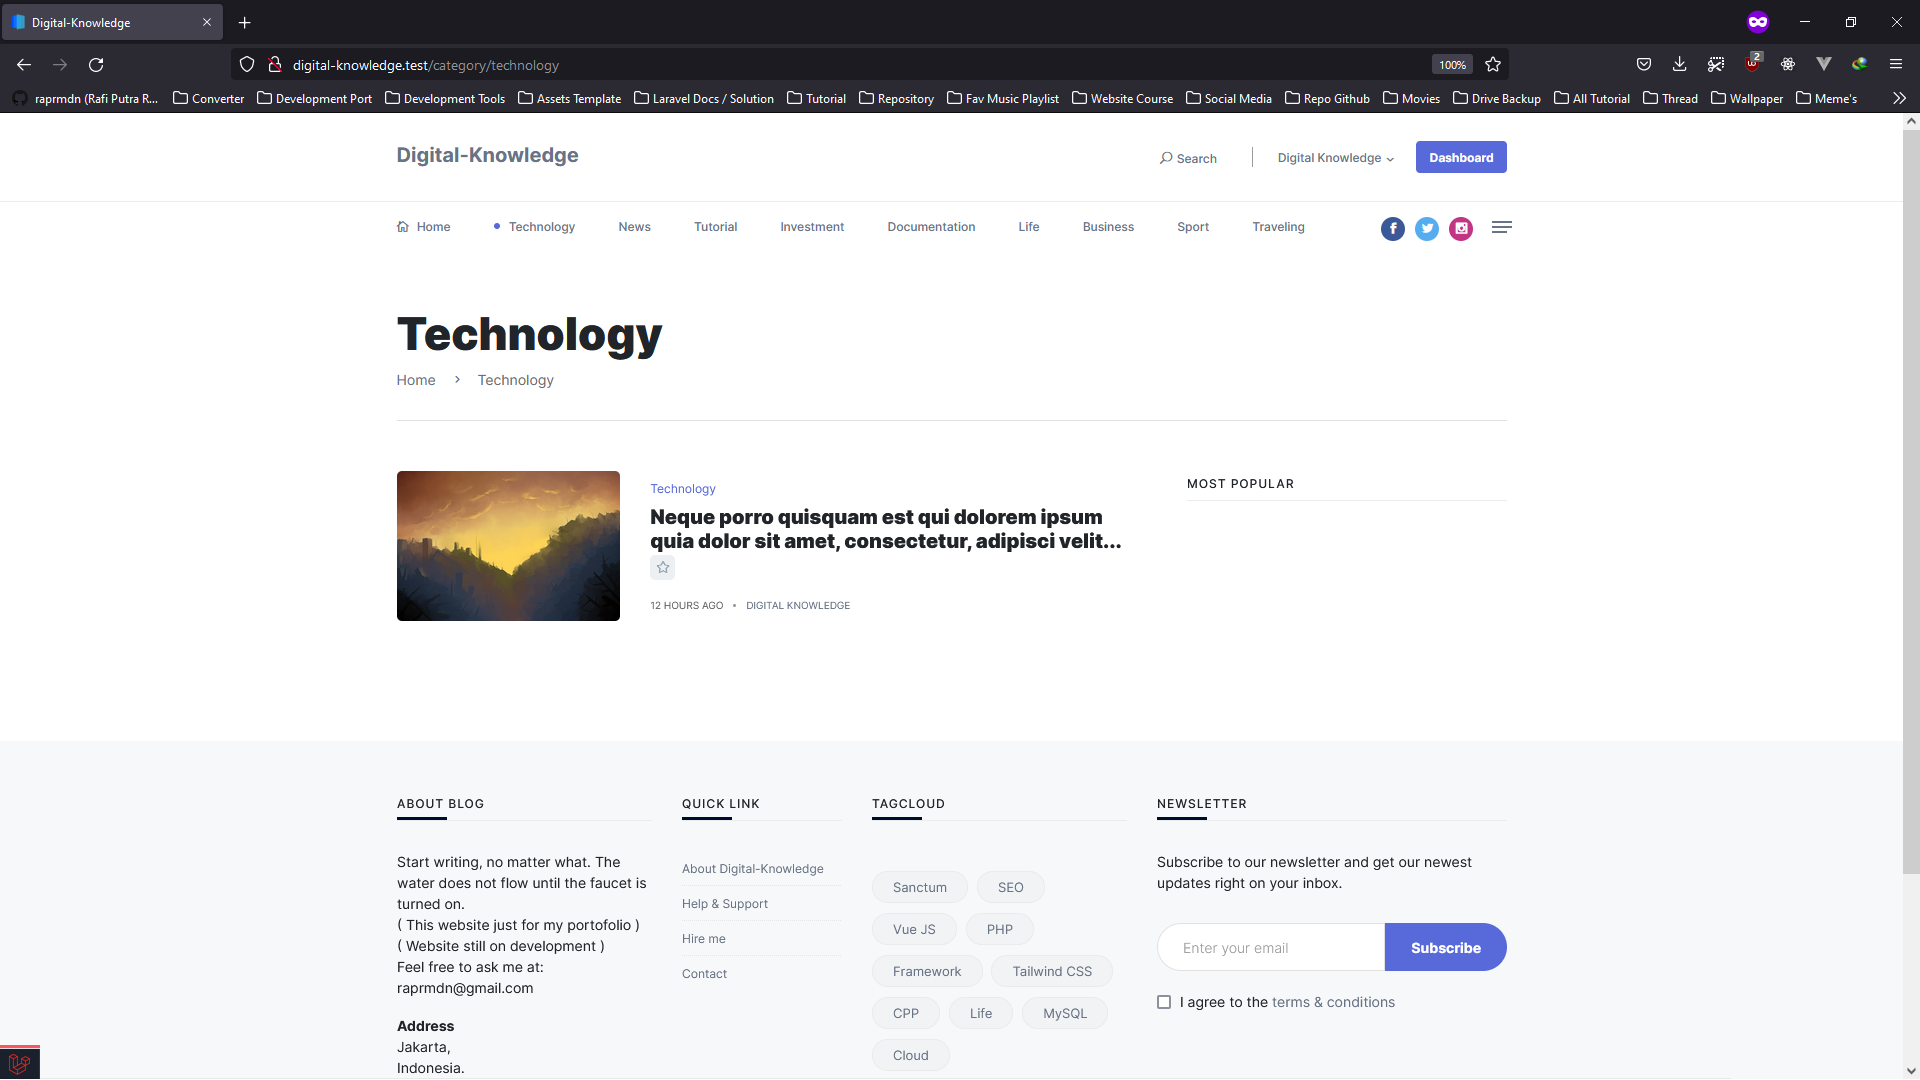 Digital-Knowledge
digital-knowledge.test/category/technology
100%
2
raprmdn (Rafi Putra R... Converter Development Port Development Tools Assets Template Laravel Docs / Solution Tutorial Repository Fav Music Playlist Website Course Social Media Repo Github Movies Drive Backup All Tutorial Thread Wallpaper Meme's
Digital-Knowledge
Search
Digital Knowledge
Dashboard
Home Technology News Tutorial Investment Documentation Life Business Sport Traveling
Technology
Home > Technology
Technology
Neque porro quisquam est qui dolorem ipsum
quia dolor sit amet, consectetur, adipisci velit...
12 HOURS AGO • DIGITAL KNOWLEDGE
MOST POPULAR
ABOUT BLOG
Start writing, no matter what. The
water does not flow until the faucet is
turned on.
( This website just for my portofolio )
( Website still on development )
Feel free to ask me at:
raprmdn@gmail.com
Address
Jakarta,
Indonesia.
QUICK LINK
About Digital-Knowledge
Help & Support
Hire me
Contact
TAGCLOUD
Sanctum SEO
Vue JS PHP
Framework Tailwind CSS
CPP Life MySQL
Cloud
NEWSLETTER
Subscribe to our newsletter and get our newest
updates right on your inbox.
Enter your email
Subscribe
I agree to the terms & conditions